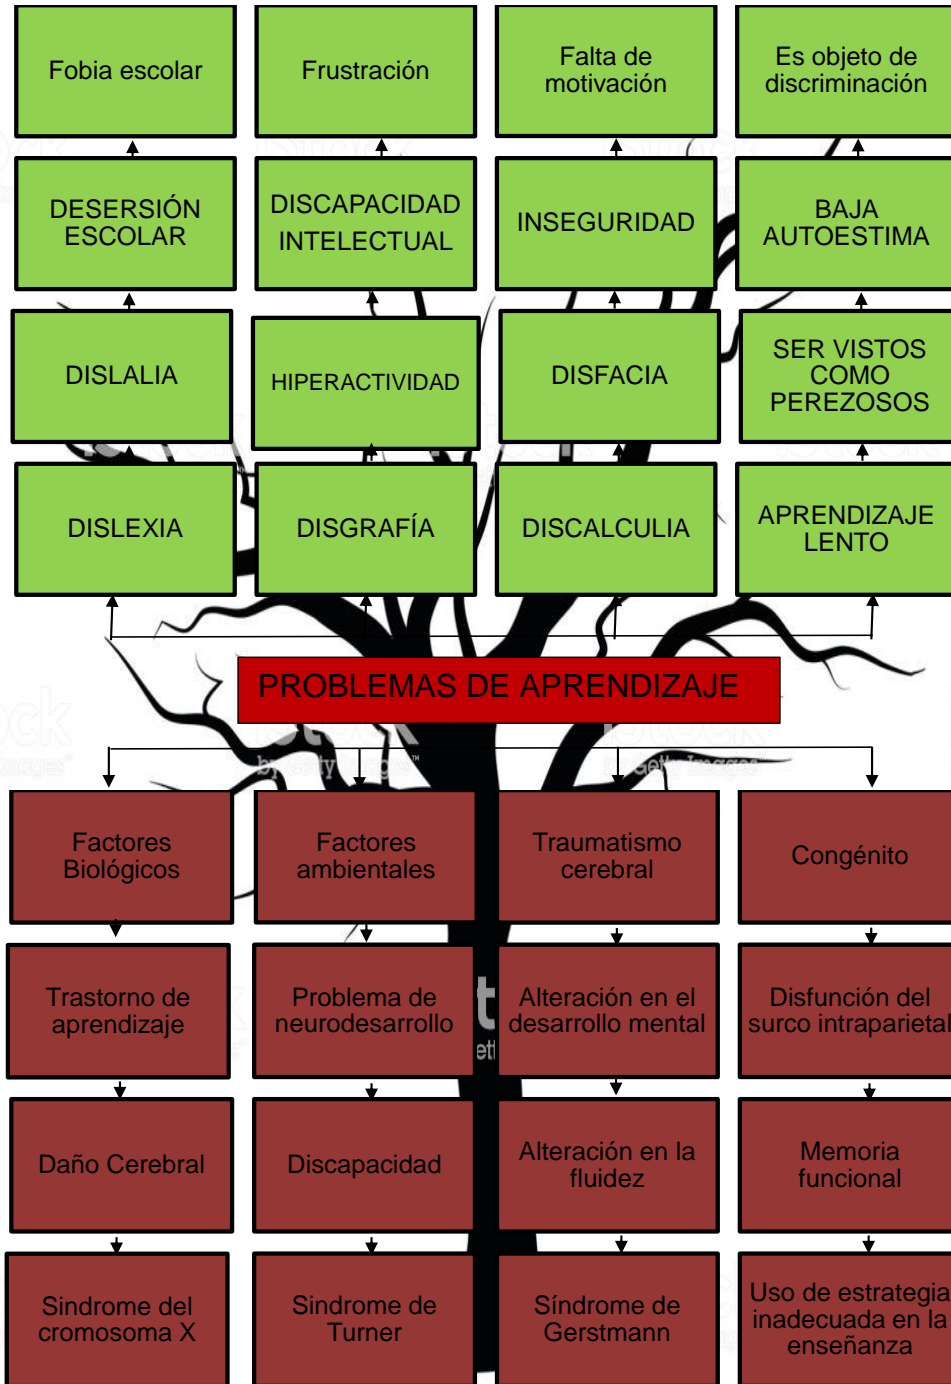 Fobia escolar
Frustración
Falta de
motivación
Es objeto de
discriminación
DESERSIÓN
ESCOLAR
DISCAPACIDAD
INTELECTUAL
INSEGURIDAD
BAJA
AUTOESTIMA
DISLALIA
HIPERACTIVIDAD
DISFACIA
SER VISTOS
COMO
PEREZOSOS
DISLEXIA
DISGRAFÍA
DISCALCULIA
APRENDIZAJE
LENTO
PROBLEMAS DE APRENDIZAJE
by Getty Images™
Factores
Biológicos
Factores
ambientales
Traumatismo
cerebral
Congénito
Trastorno de
aprendizaje
Problema de
neurodesarrollo
Alteración en el
desarrollo mental
Disfunción del
surco intraparietal
Daño Cerebral
Discapacidad
Alteración en la
fluidez
Memoria
funcional
Sindrome del
cromosoma X
Sindrome de
Turner
Síndrome de
Gerstmann
Uso de estrategia
inadecuada en la
enseñanza